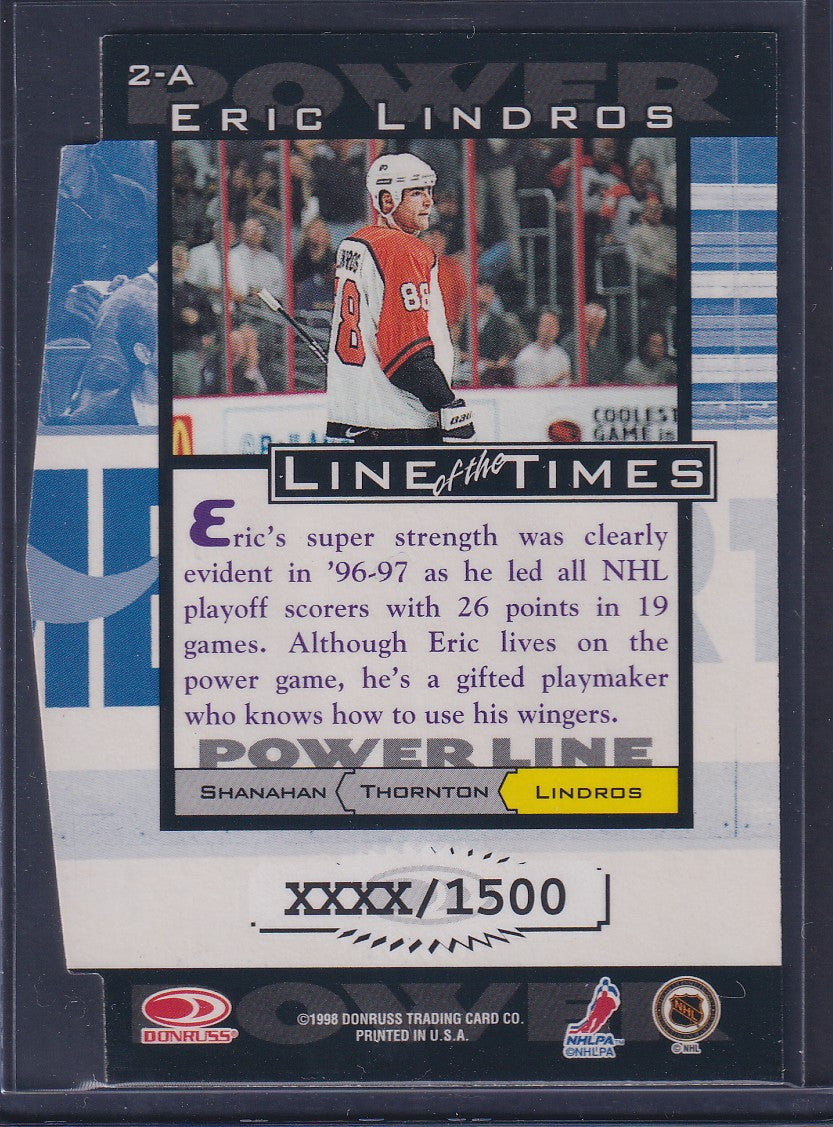 POWER
2-A
ERIC LINDROS
88
COOLEST
GAME
LINE of the TIMES
Eric's super strength was clearly
evident in '96-97 as he led all NHL
playoff scorers with 26 points in 19
games. Although Eric lives on the
power game, he's a gifted playmaker
who knows how to use his wingers.
POWER LINE
SHANAHAN THORNTON LINDROS
XXXX/1500
POWER
DONRUSS®
©1998 DONRUSS TRADING CARD CO.
PRINTED IN U.S.A.
NHLPA™
©NHLPA
NHL
© NHL